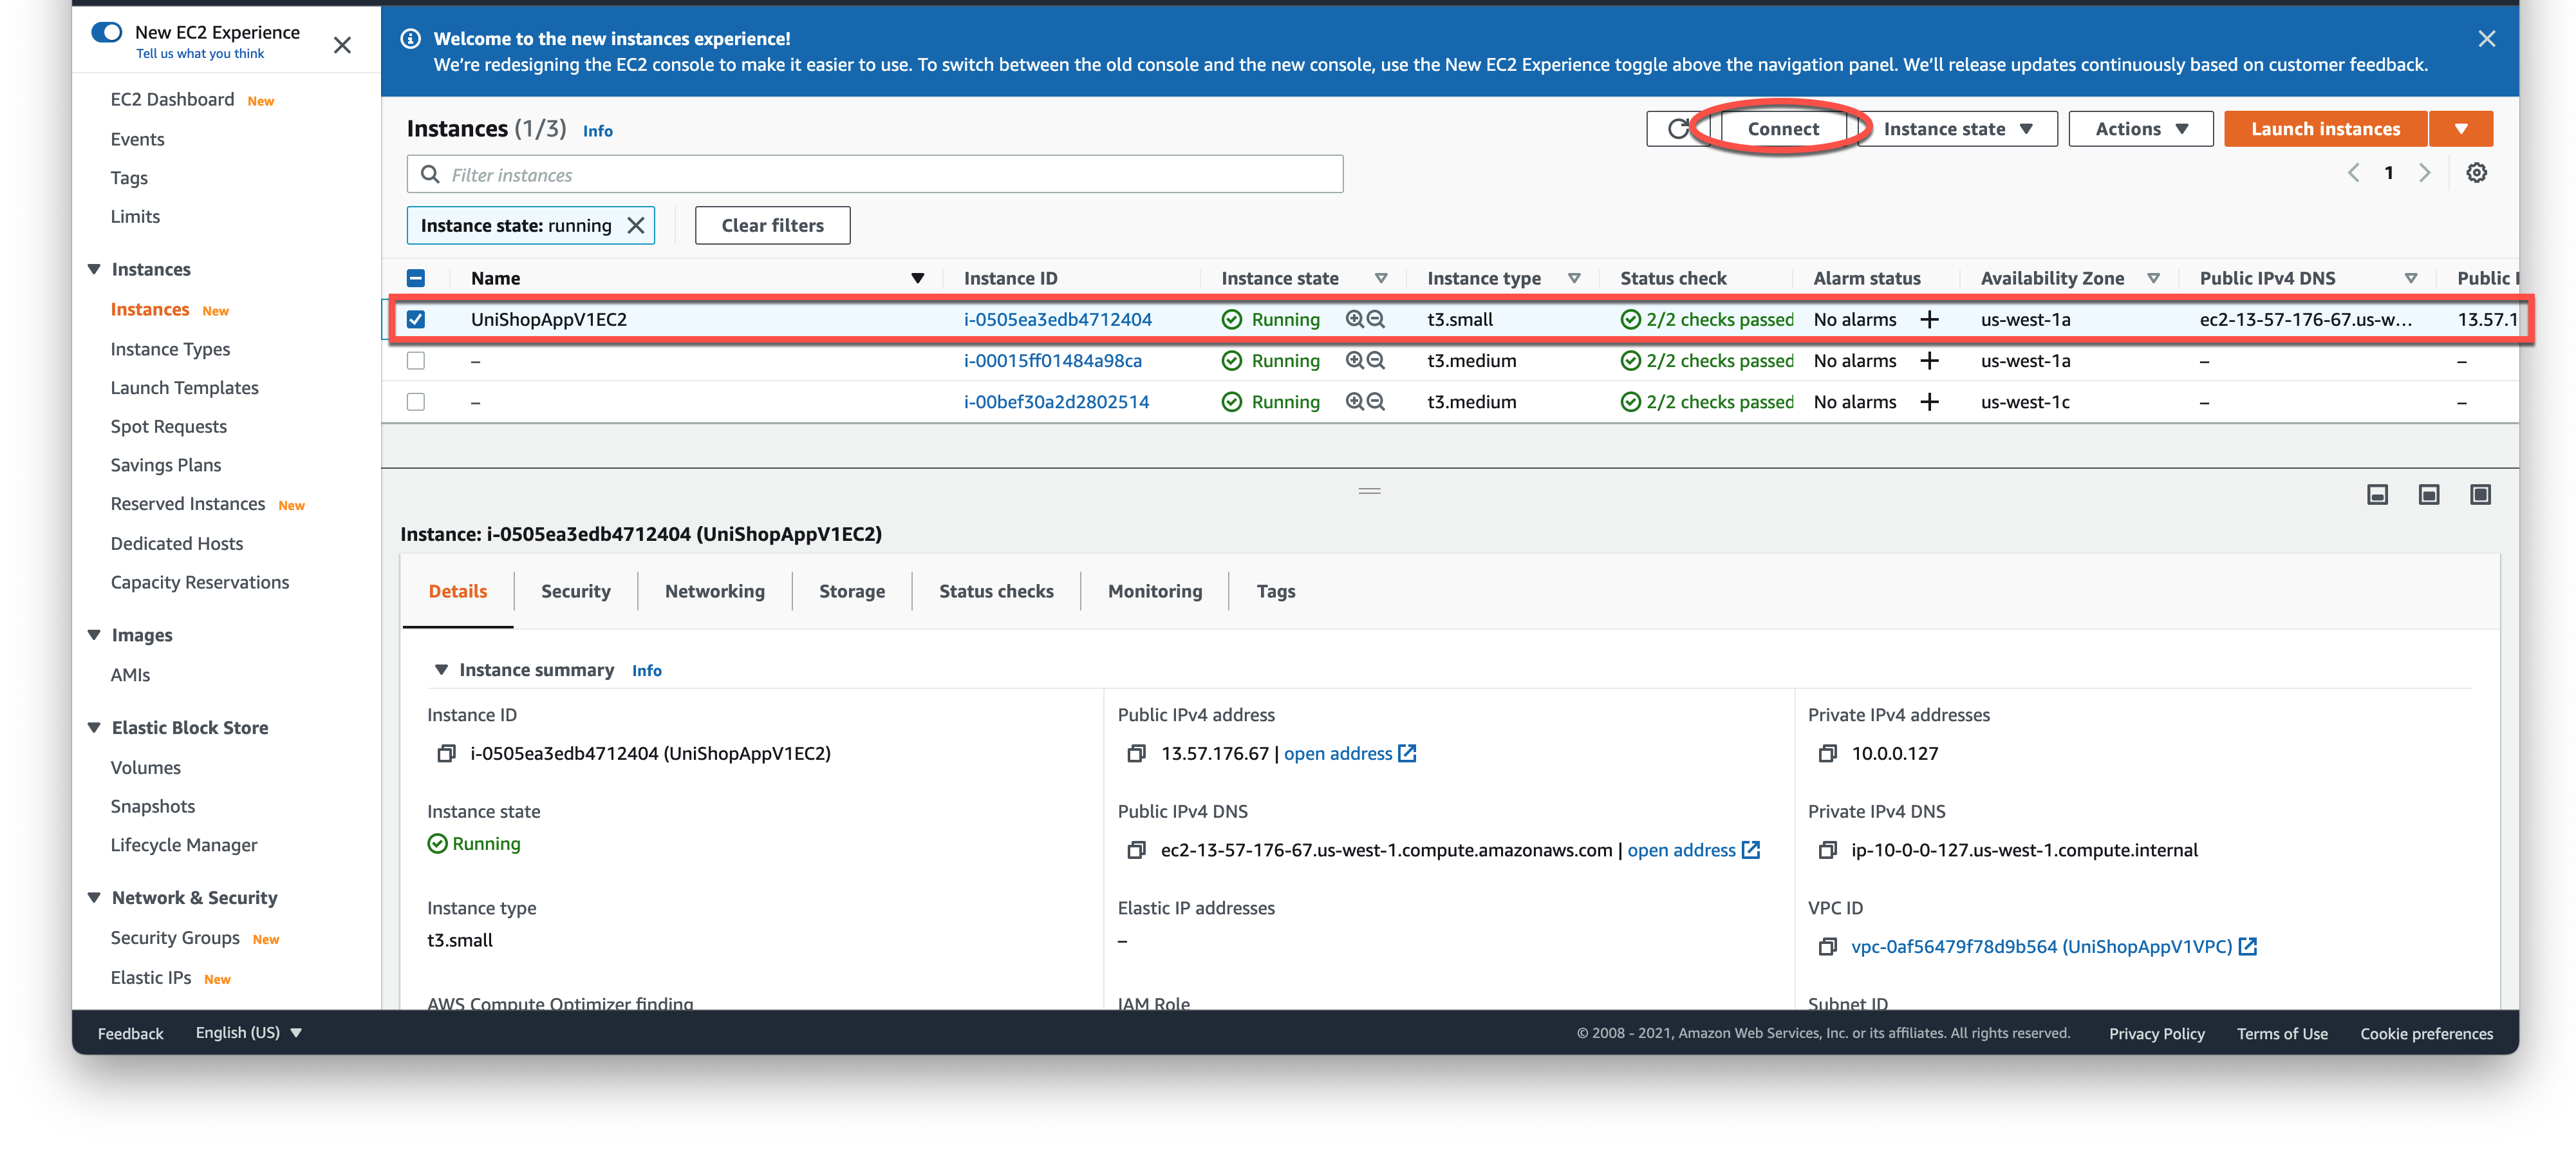 New EC2 Experience
Tell us what you think
EC2 Dashboard New
Events
Tags
Limits
Instances
Instances New
Instance Types
Launch Templates
Spot Requests
Savings Plans
Reserved Instances New
Dedicated Hosts
Capacity Reservations
Images
AMIs
Elastic Block Store
Volumes
Snapshots
Lifecycle Manager
Network & Security
Security Groups New
Elastic IPs New
Welcome to the new instances experience!
We're redesigning the EC2 console to make it easier to use. To switch between the old console and the new console, use the New EC2 Experience toggle above the navigation panel. We'll release updates continuously based on customer feedback.
Instances (1/3) Info
Connect Instance state Actions Launch instances
Filter instances
1
Instance state: running Clear filters
Name Instance ID Instance state Instance type Status check Alarm status Availability Zone Public IPv4 DNS Public I
UniShopAppV1EC2 i-0505ea3edb4712404 Running t3.small 2/2 checks passed No alarms + us-west-1a ec2-13-57-176-67.us-w... 13.57.1
– i-00015ff01484a98ca Running t3.medium 2/2 checks passed No alarms + us-west-1a – –
– i-00bef30a2d2802514 Running t3.medium 2/2 checks passed No alarms + us-west-1c – –
Instance: i-0505ea3edb4712404 (UniShopAppV1EC2)
Details Security Networking Storage Status checks Monitoring Tags
Instance summary Info
Instance ID
i-0505ea3edb4712404 (UniShopAppV1EC2)
Public IPv4 address
13.57.176.67 | open address
Private IPv4 addresses
10.0.0.127
Instance state
Running
Public IPv4 DNS
ec2-13-57-176-67.us-west-1.compute.amazonaws.com | open address
Private IPv4 DNS
ip-10-0-0-127.us-west-1.compute.internal
Instance type
t3.small
Elastic IP addresses
–
VPC ID
vpc-0af56479f78d9b564 (UniShopAppV1VPC)
AWS Compute Optimizer finding
IAM Role
Subnet ID
Feedback English (US)
© 2008 - 2021, Amazon Web Services, Inc. or its affiliates. All rights reserved. Privacy Policy Terms of Use Cookie preferences